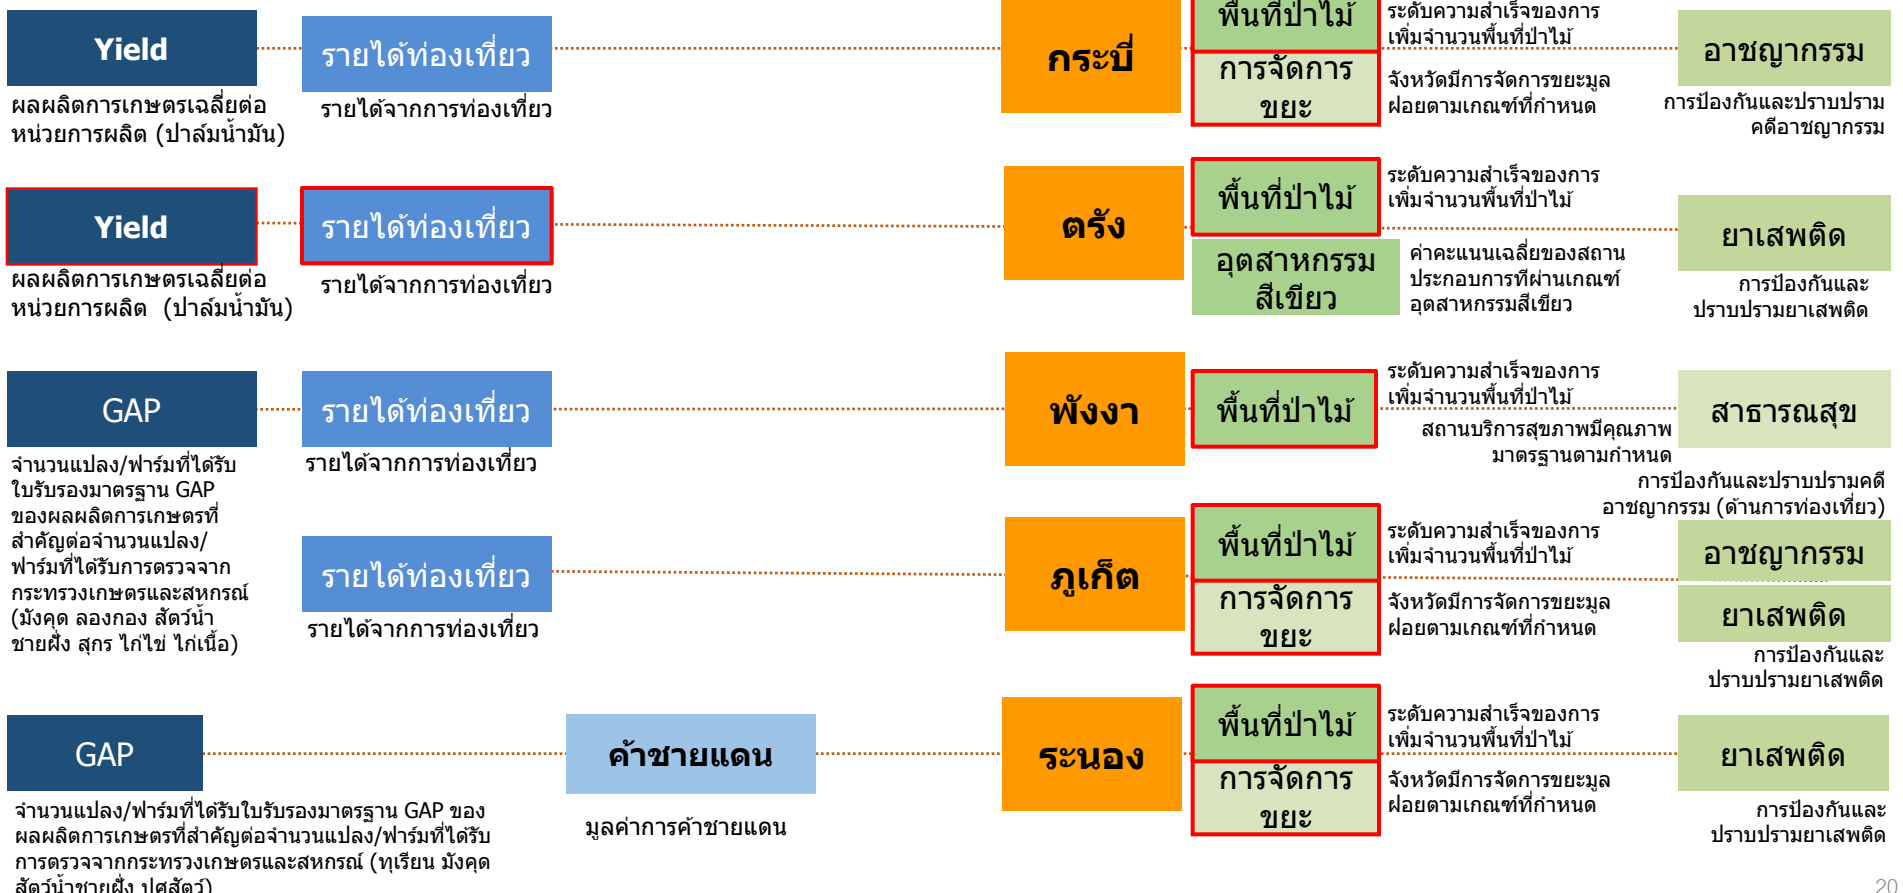 Yield
รายได้ท่องเที่ยว
กระบี่
พื้นที่ป่าไม้
ระดับความสำเร็จของการ
เพิ่มจำนวนพื้นที่ป่าไม้
การจัดการ
ขยะ
จังหวัดมีการจัดการขยะมูล
ฝอยตามเกณฑ์ที่กำหนด
อาชญากรรม
ผลผลิตการเกษตรเฉลี่ยต่อ
หน่วยการผลิต (ปาล์มน้ำมัน)
รายได้จากการท่องเที่ยว
การป้องกันและปราบปราม
คดีอาชญากรรม
Yield
รายได้ท่องเที่ยว
ตรัง
พื้นที่ป่าไม้
ระดับความสำเร็จของการ
เพิ่มจำนวนพื้นที่ป่าไม้
อุตสาหกรรม
สีเขียว
ค่าคะแนนเฉลี่ยของสถาน
ประกอบการที่ผ่านเกณฑ์
อุตสาหกรรมสีเขียว
ยาเสพติด
ผลผลิตการเกษตรเฉลี่ยต่อ
หน่วยการผลิต (ปาล์มน้ำมัน)
รายได้จากการท่องเที่ยว
การป้องกันและ
ปราบปรามยาเสพติด
GAP
รายได้ท่องเที่ยว
พังงา
พื้นที่ป่าไม้
ระดับความสำเร็จของการ
เพิ่มจำนวนพื้นที่ป่าไม้
สถานบริการสุขภาพมีคุณภาพ
มาตรฐานตามกำหนด
สาธารณสุข
จำนวนแปลง/ฟาร์มที่ได้รับ
ใบรับรองมาตรฐาน GAP
ของผลผลิตการเกษตรที่
สำคัญต่อจำนวนแปลง/
ฟาร์มที่ได้รับการตรวจจาก
กระทรวงเกษตรและสหกรณ์
(มังคุด ลองกอง สัตว์น้ำ
ชายฝั่ง สุกร ไก่ไข่ ไก่เนื้อ)
รายได้จากการท่องเที่ยว
การป้องกันและปราบปรามคดี
อาชญากรรม (ด้านการท่องเที่ยว)
รายได้ท่องเที่ยว
ภูเก็ต
พื้นที่ป่าไม้
ระดับความสำเร็จของการ
เพิ่มจำนวนพื้นที่ป่าไม้
การจัดการ
ขยะ
จังหวัดมีการจัดการขยะมูล
ฝอยตามเกณฑ์ที่กำหนด
อาชญากรรม
ยาเสพติด
รายได้จากการท่องเที่ยว
การป้องกันและ
ปราบปรามยาเสพติด
GAP
ค้าชายแดน
ระนอง
พื้นที่ป่าไม้
ระดับความสำเร็จของการ
เพิ่มจำนวนพื้นที่ป่าไม้
การจัดการ
ขยะ
จังหวัดมีการจัดการขยะมูล
ฝอยตามเกณฑ์ที่กำหนด
ยาเสพติด
จำนวนแปลง/ฟาร์มที่ได้รับใบรับรองมาตรฐาน GAP ของ
ผลผลิตการเกษตรที่สำคัญต่อจำนวนแปลง/ฟาร์มที่ได้รับ
การตรวจจากกระทรวงเกษตรและสหกรณ์ (ทุเรียน มังคุด
สัตว์น้ำชายฝั่ง ปศุสัตว์)
มูลค่าการค้าชายแดน
การป้องกันและ
ปราบปรามยาเสพติด
20